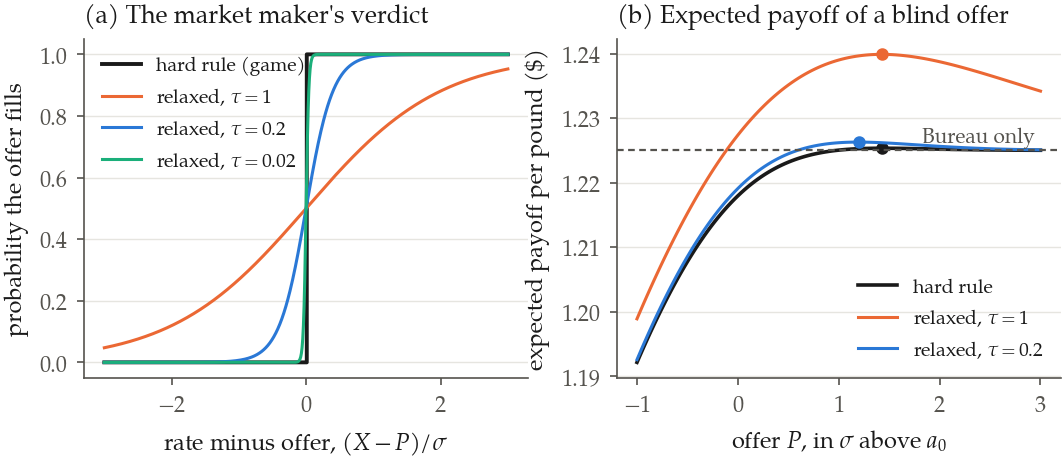 (a) The market maker's verdict
probability the offer fills
1.0
0.8
0.6
0.4
0.2
0.0
hard rule (game)
relaxed, τ = 1
relaxed, τ = 0.2
relaxed, τ = 0.02
−2
0
2
rate minus offer, (X − P)/σ
(b) Expected payoff of a blind offer
expected payoff per pound ($)
1.24
1.23
1.22
1.21
1.20
1.19
Bureau only
hard rule
relaxed, τ = 1
relaxed, τ = 0.2
−1
0
1
2
3
offer P, in σ above a₀